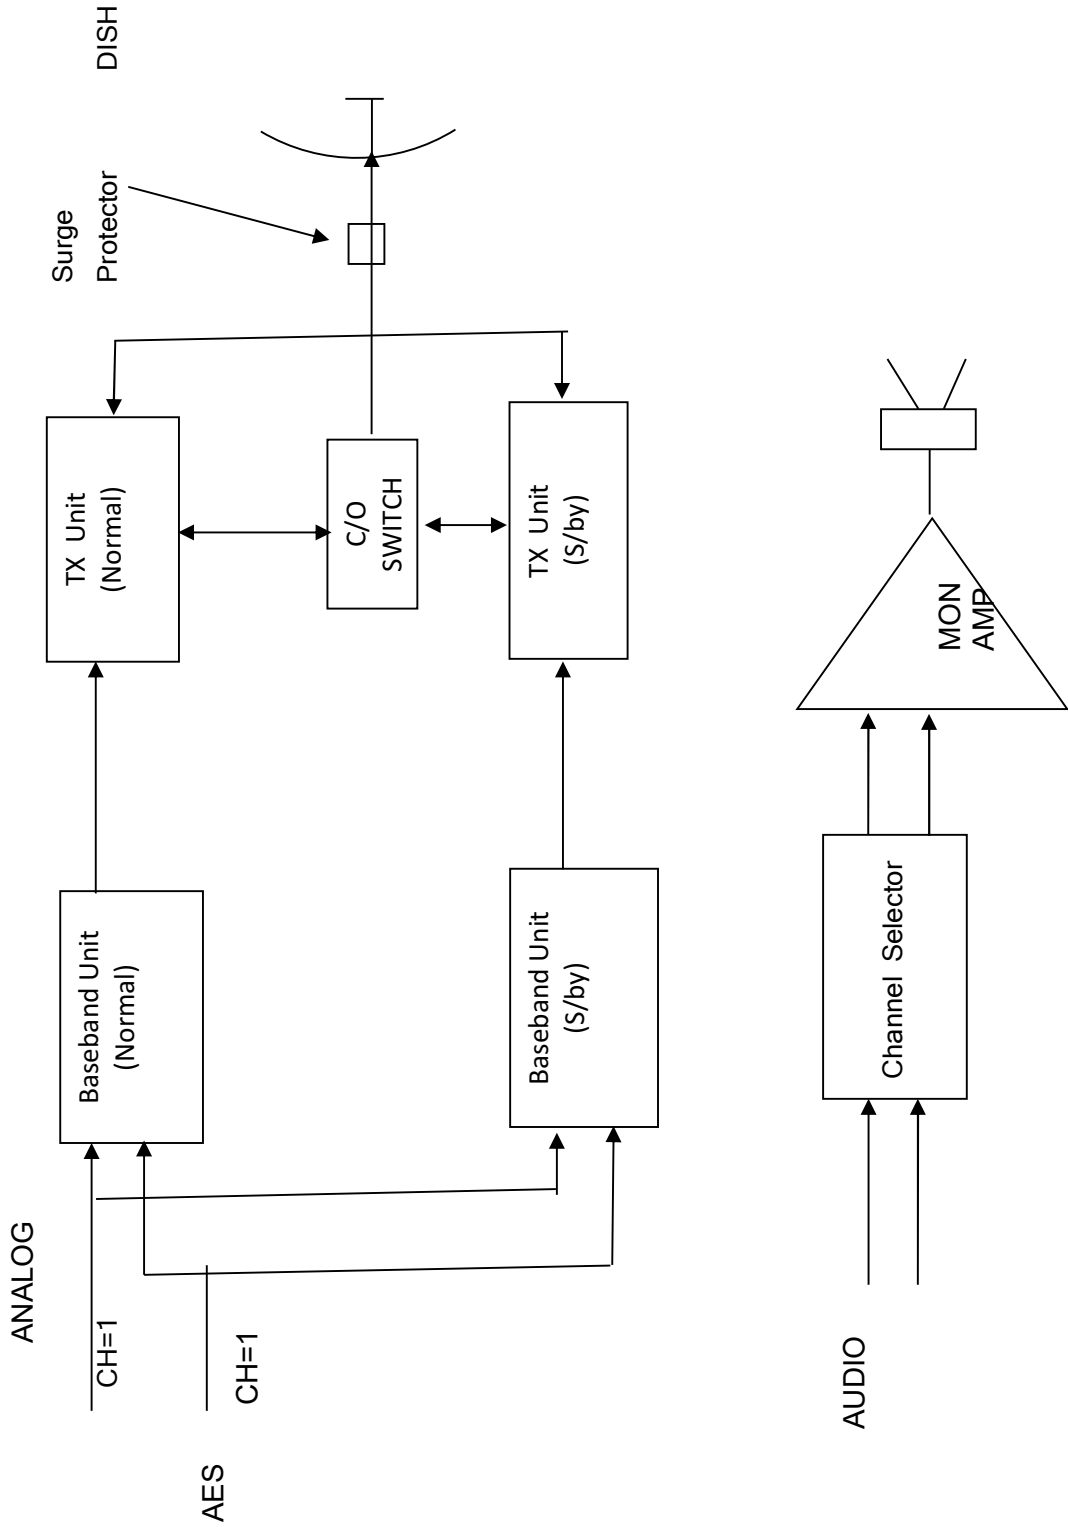 ANALOG
CH=1
AES
CH=1
Baseband Unit
(Normal)
TX Unit
(Normal)
Surge
Protector
DISH
C/O
SWITCH
Baseband Unit
(S/by)
TX Unit
(S/by)
AUDIO
Channel Selector
MON
AMP